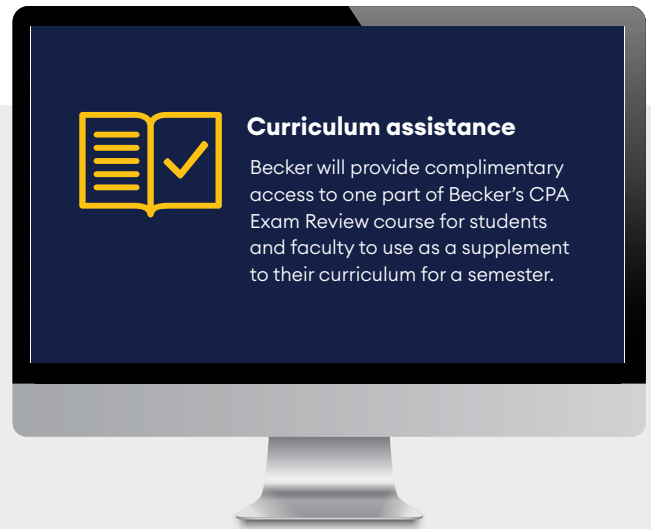 Curriculum assistance
Becker will provide complimentary
access to one part of Becker's CPA
Exam Review course for students
and faculty to use as a supplement
to their curriculum for a semester.